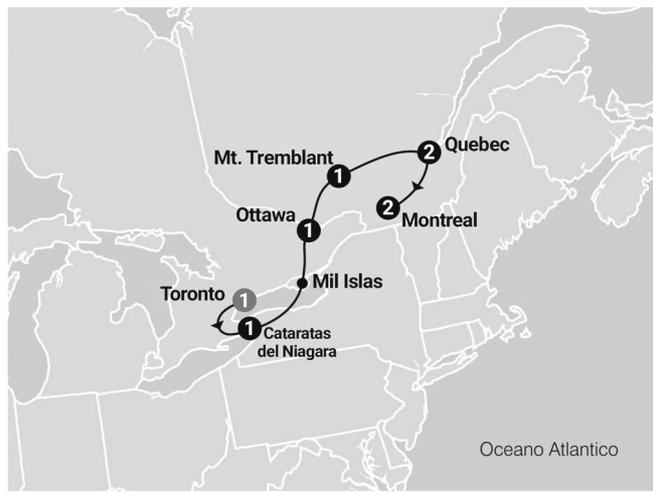 Quebec
2
Mt. Tremblant
1
2
Montreal
Ottawa
1
Mil Islas
Toronto
1
1
Cataratas
del Niagara
Oceano Atlantico